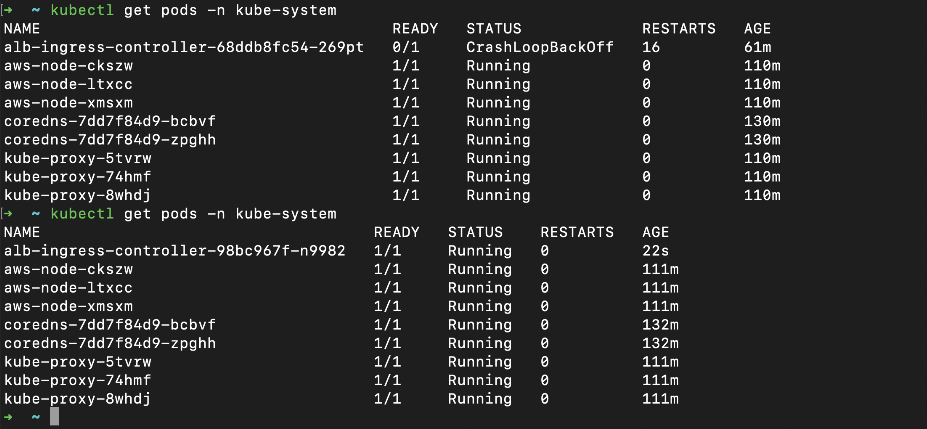 [➜  ~ kubectl get pods -n kube-system
NAME                                      READY   STATUS             RESTARTS   AGE
alb-ingress-controller-68ddb8fc54-269pt   0/1     CrashLoopBackOff   16         61m
aws-node-ckszw                            1/1     Running            0          110m
aws-node-ltxcc                            1/1     Running            0          110m
aws-node-xmsxm                            1/1     Running            0          110m
coredns-7dd7f84d9-bcbvf                   1/1     Running            0          130m
coredns-7dd7f84d9-zpghh                   1/1     Running            0          130m
kube-proxy-5tvrw                          1/1     Running            0          110m
kube-proxy-74hmf                          1/1     Running            0          110m
kube-proxy-8whdj                          1/1     Running            0          110m
[➜  ~ kubectl get pods -n kube-system
NAME                                    READY   STATUS    RESTARTS   AGE
alb-ingress-controller-98bc967f-n9982   1/1     Running   0          22s
aws-node-ckszw                          1/1     Running   0          111m
aws-node-ltxcc                          1/1     Running   0          111m
aws-node-xmsxm                          1/1     Running   0          111m
coredns-7dd7f84d9-bcbvf                 1/1     Running   0          132m
coredns-7dd7f84d9-zpghh                 1/1     Running   0          132m
kube-proxy-5tvrw                        1/1     Running   0          111m
kube-proxy-74hmf                        1/1     Running   0          111m
kube-proxy-8whdj                        1/1     Running   0          111m
➜  ~